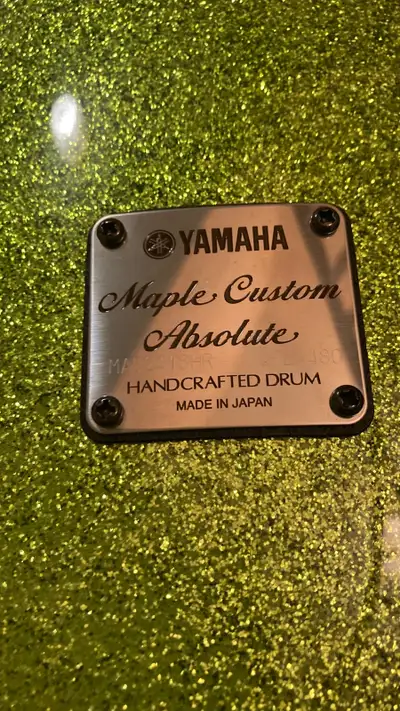 YAMAHA
Maple Custom
Absolute
HANDCRAFTED DRUM
MADE IN JAPAN